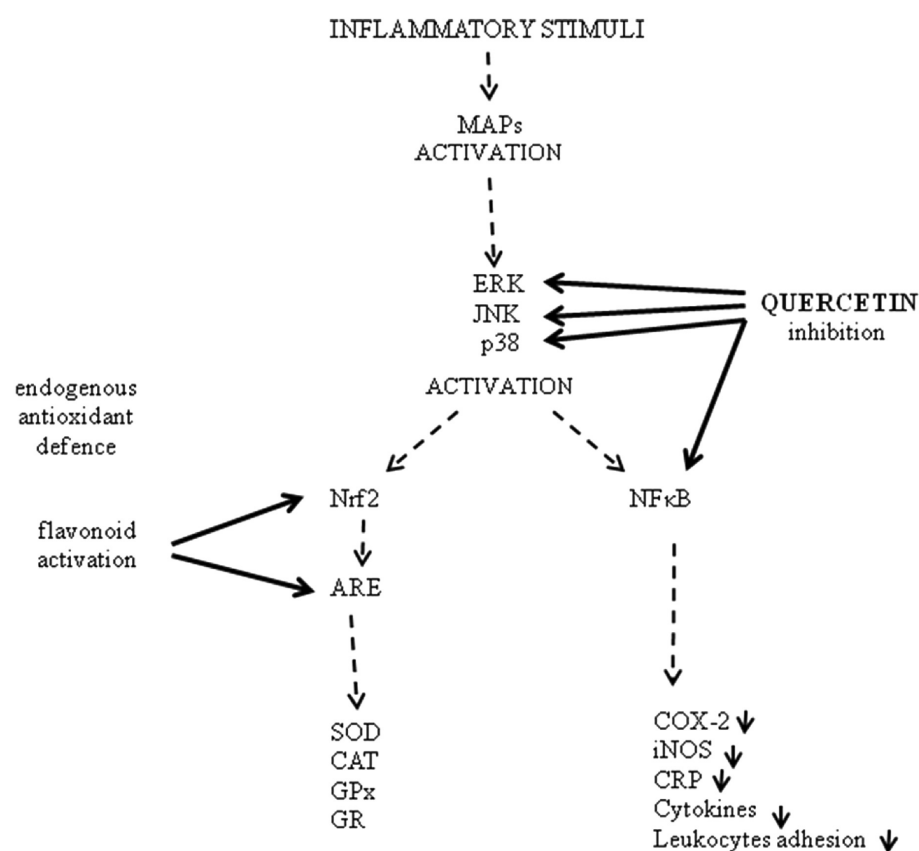 INFLAMMATORY STIMULI
MAPs
ACTIVATION
ERK
JNK
p38
QUERCETIN
inhibition
ACTIVATION
endogenous
antioxidant
defence
Nrf2
NFκB
flavonoid
activation
ARE
SOD
CAT
GPx
GR
COX-2
iNOS
CRP
Cytokines
Leukocytes adhesion